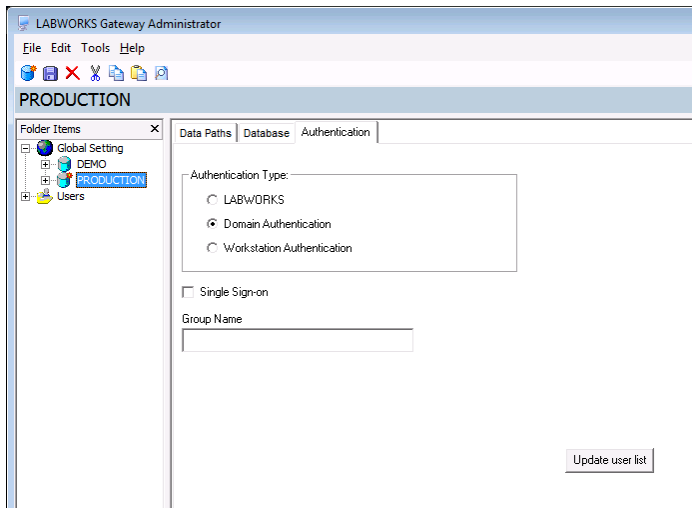 LABWORKS Gateway Administrator
File Edit Tools Help
PRODUCTION
Folder Items
Global Setting
DEMO
PRODUCTION
Users
Data Paths Database Authentication
Authentication Type:
LABWORKS
Domain Authentication
Workstation Authentication
Single Sign-on
Group Name
Update user list